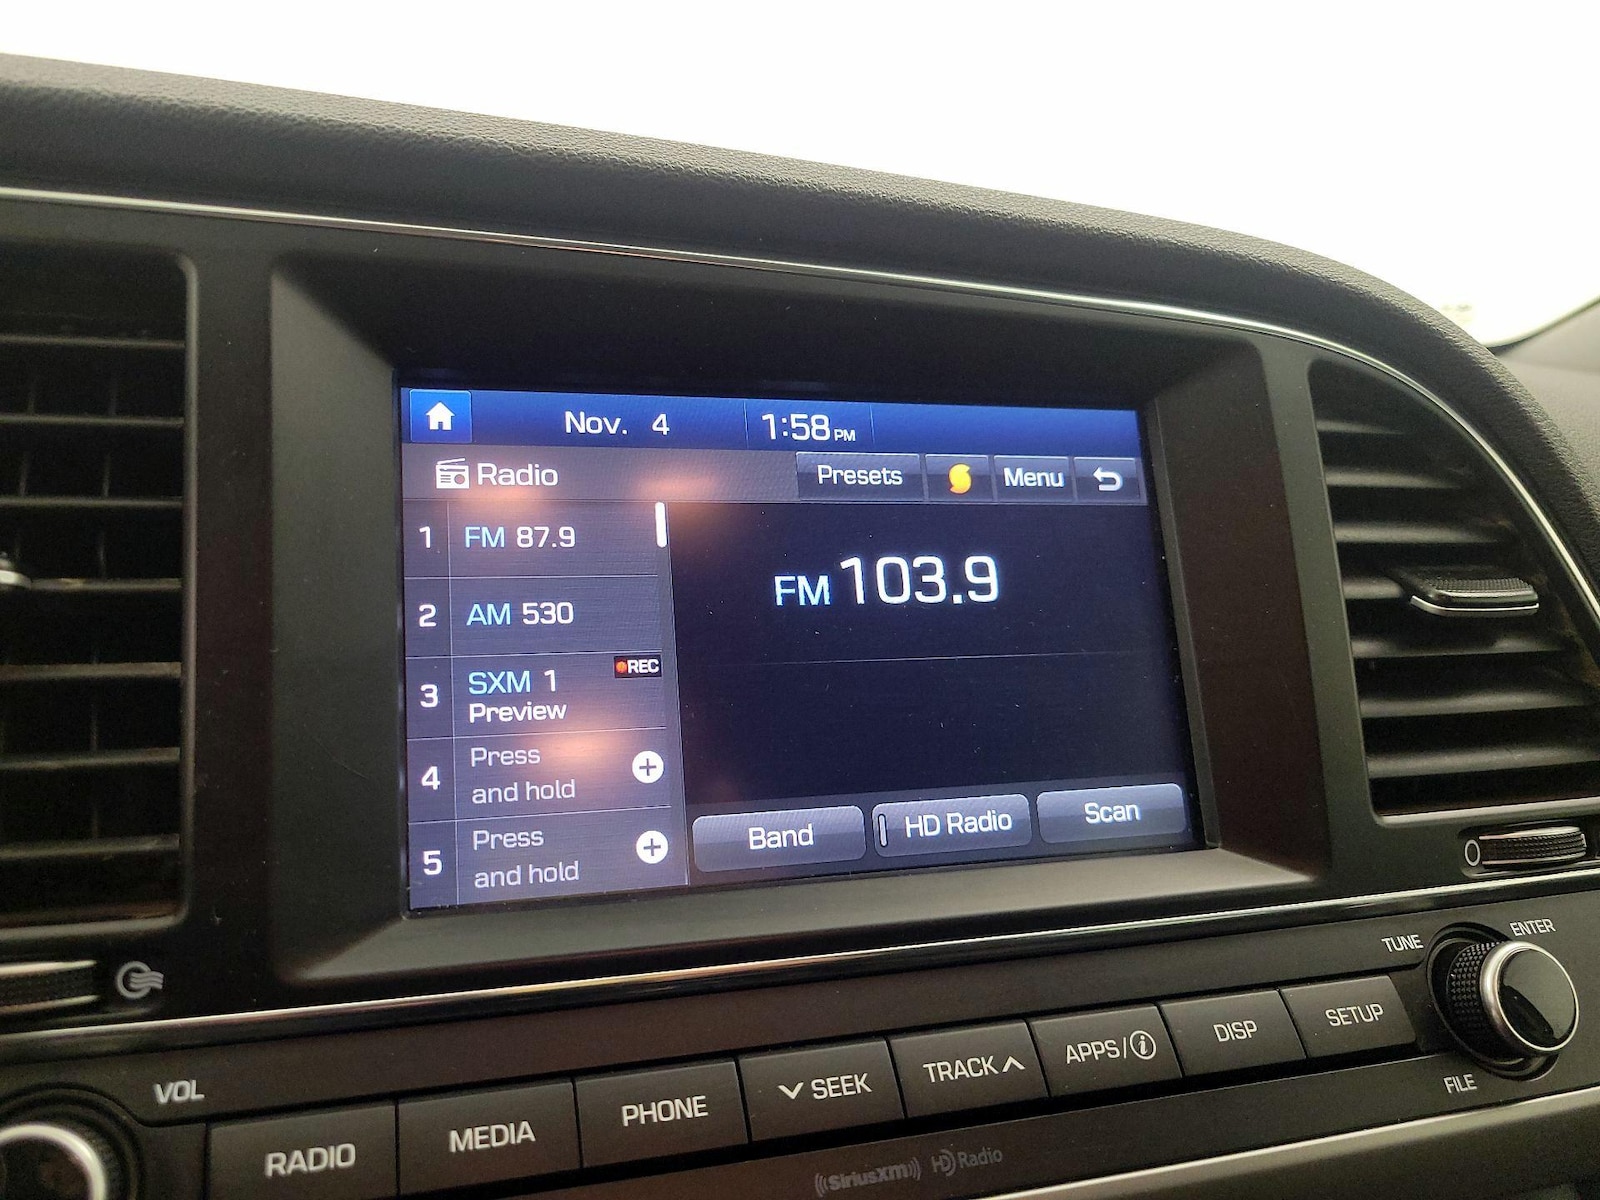 Nov. 4 1:58 PM
Radio Presets Menu
1 FM 87.9
2 AM 530
3 SXM 1 REC
Preview
4 Press
and hold
5 Press
and hold
FM 103.9
Band HD Radio Scan
TUNE ENTER
FILE
VOL
RADIO MEDIA PHONE SEEK TRACK APPS/i DISP SETUP
SiriusXM HD Radio
0